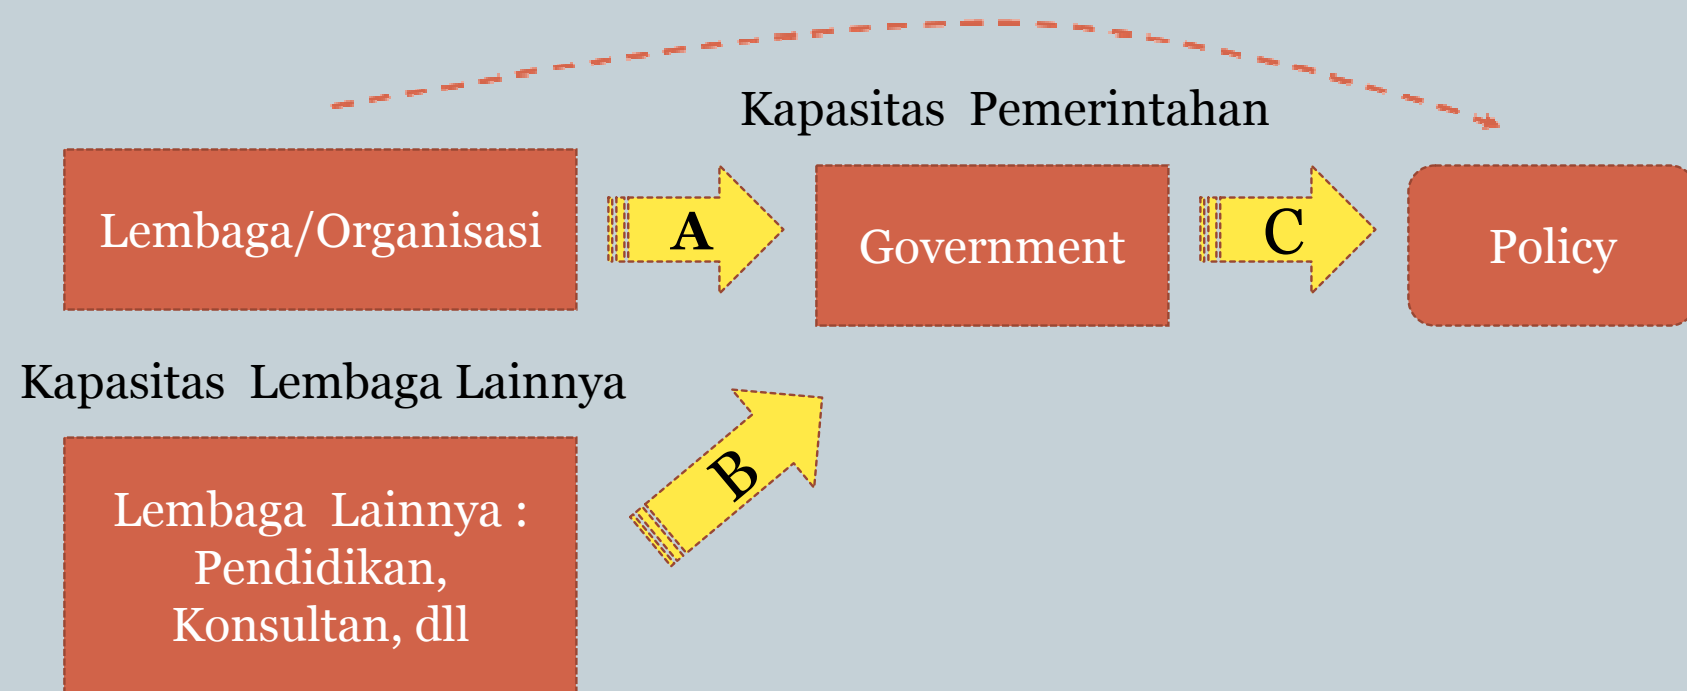 Kapasitas Pemerintahan
Lembaga/Organisasi
A
Government
C
Policy
Kapasitas Lembaga Lainnya
B
Lembaga Lainnya :
Pendidikan,
Konsultan, dll